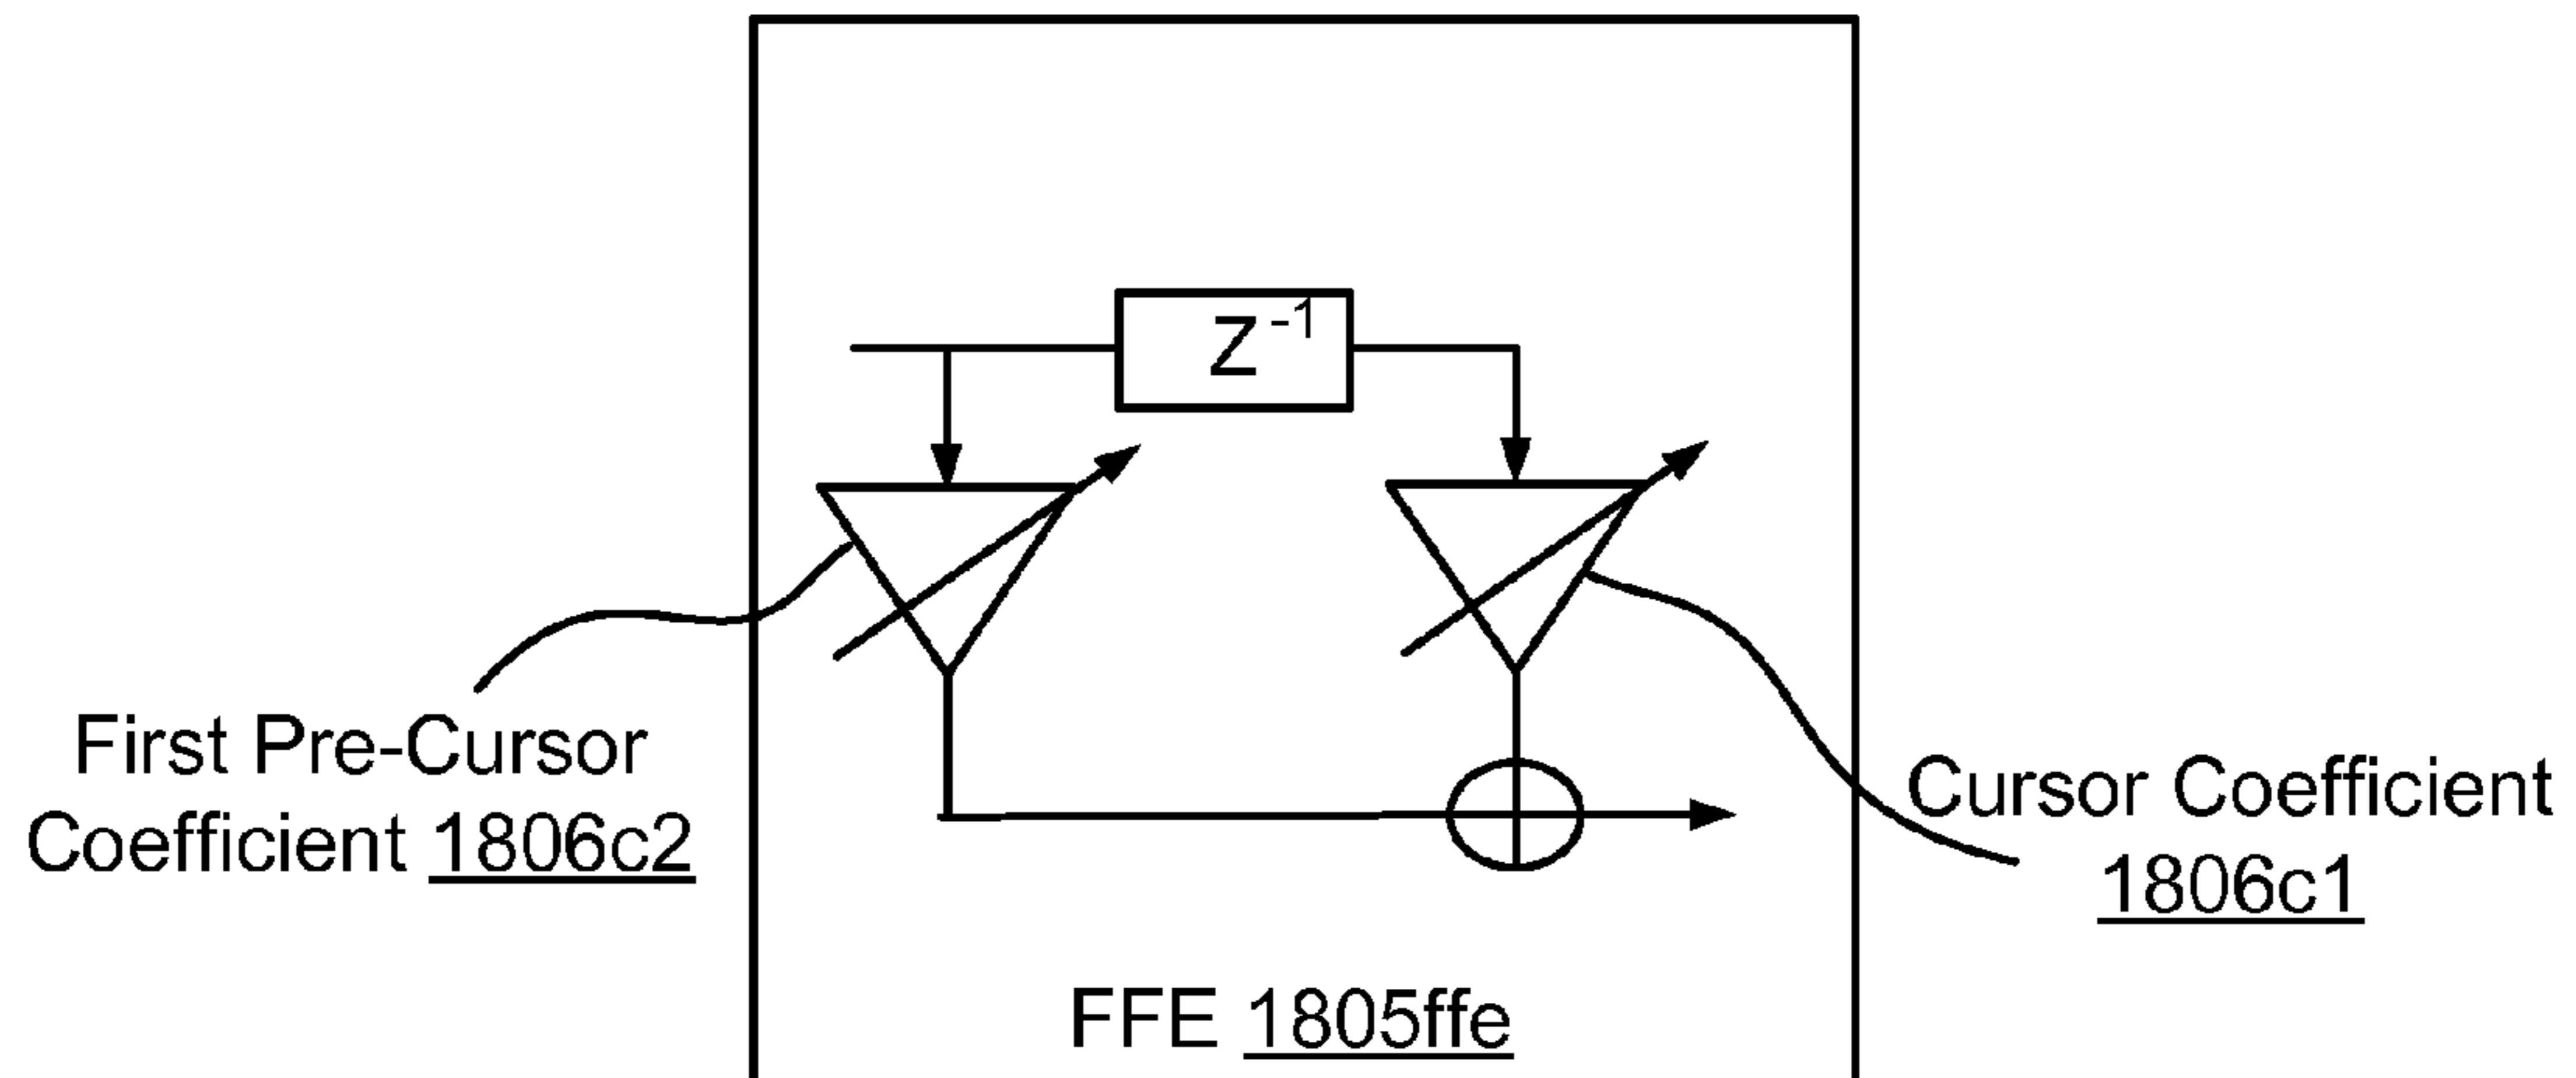 Z⁻¹
First Pre-Cursor
Coefficient 1806c2
Cursor Coefficient
1806c1
FFE 1805ffe